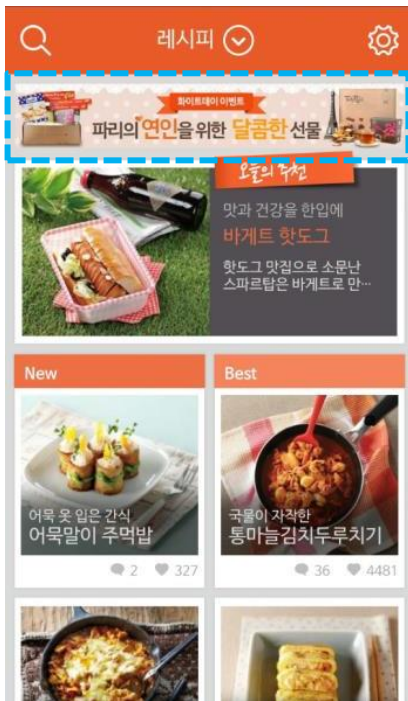 레시피
화이트데이 이벤트
파리의 연인을 위한 달콤한 선물
오늘의 추천
맛과 건강을 한입에
바게트 핫도그
핫도그 맛집으로 소문난
스파르탑은 바게트로 만…
New
Best
어묵 옷 입은 간식
어묵말이 주먹밥
국물이 자작한
통마늘김치두루치기
2 327
36 4481